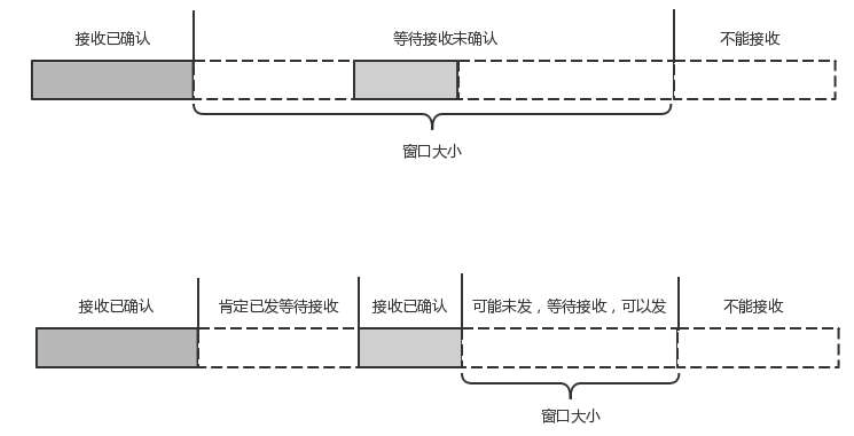 接收已确认 等待接收未确认 不能接收
窗口大小
接收已确认 肯定已发等待接收 接收已确认 可能未发，等待接收，可以发 不能接收
窗口大小